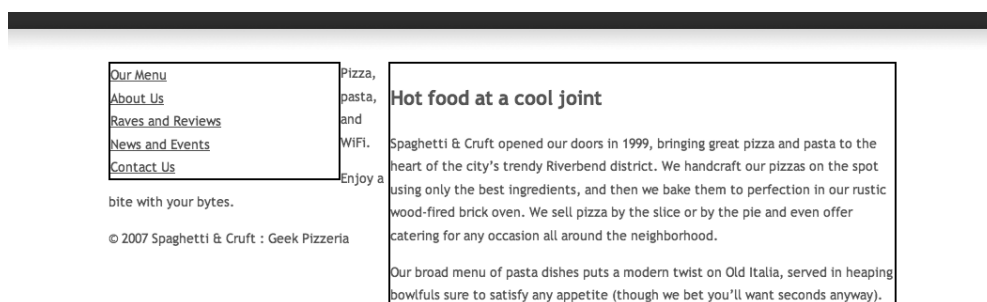 Our Menu
About Us
Raves and Reviews
News and Events
Contact Us
Pizza,
pasta,
and
WiFi.
Enjoy a
bite with your bytes.
© 2007 Spaghetti & Cruft : Geek Pizzeria
Hot food at a cool joint
Spaghetti & Cruft opened our doors in 1999, bringing great pizza and pasta to the
heart of the city’s trendy Riverbend district. We handcraft our pizzas on the spot
using only the best ingredients, and then we bake them to perfection in our rustic
wood-fired brick oven. We sell pizza by the slice or by the pie and even offer
catering for any occasion all around the neighborhood.
Our broad menu of pasta dishes puts a modern twist on Old Italia, served in heaping
bowlfuls sure to satisfy any appetite (though we bet you’ll want seconds anyway).